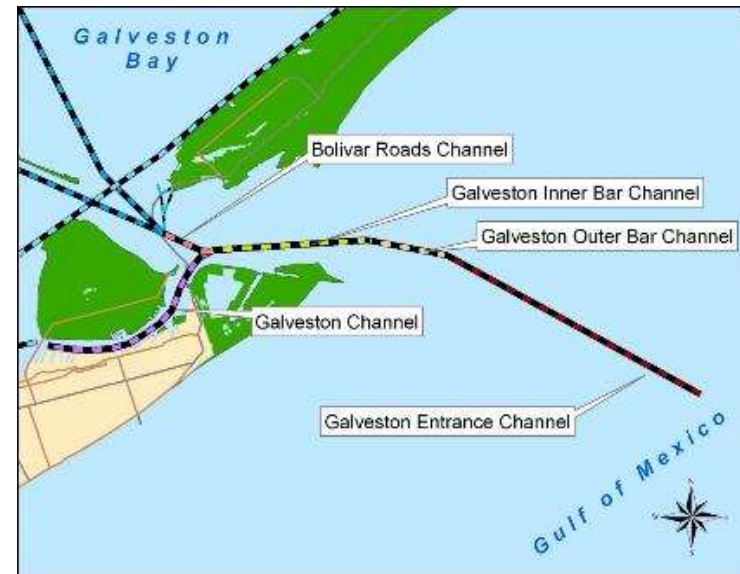 Galveston
Bay
Bolivar Roads Channel
Galveston Inner Bar Channel
Galveston Outer Bar Channel
Galveston Channel
Galveston Entrance Channel
Gulf of Mexico